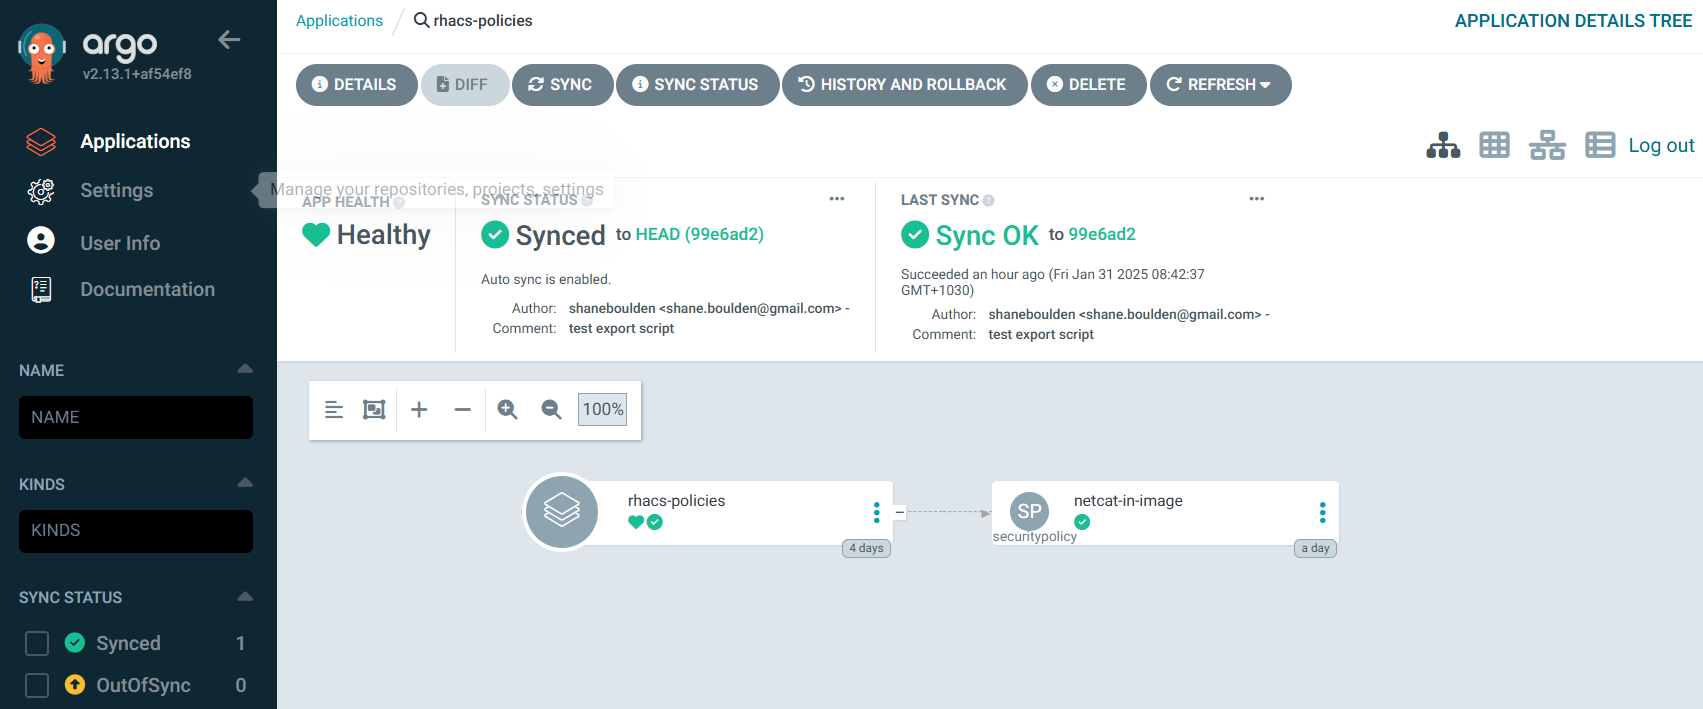 argo
v2.13.1+af54ef8
Applications
Settings
User Info
Documentation
NAME
NAME
KINDS
KINDS
SYNC STATUS
Synced 1
OutOfSync 0
Applications / rhacs-policies
APPLICATION DETAILS TREE
DETAILS DIFF SYNC SYNC STATUS HISTORY AND ROLLBACK DELETE REFRESH
Log out
Manage your repositories, projects, settings
APP HEALTH
Healthy
SYNC STATUS
Synced to HEAD (99e6ad2)
Auto sync is enabled.
Author: shaneboulden <shane.boulden@gmail.com> -
Comment: test export script
LAST SYNC
Sync OK to 99e6ad2
Succeeded an hour ago (Fri Jan 31 2025 08:42:37
GMT+1030)
Author: shaneboulden <shane.boulden@gmail.com> -
Comment: test export script
100%
rhacs-policies
4 days
SP
securitypolicy
netcat-in-image
a day